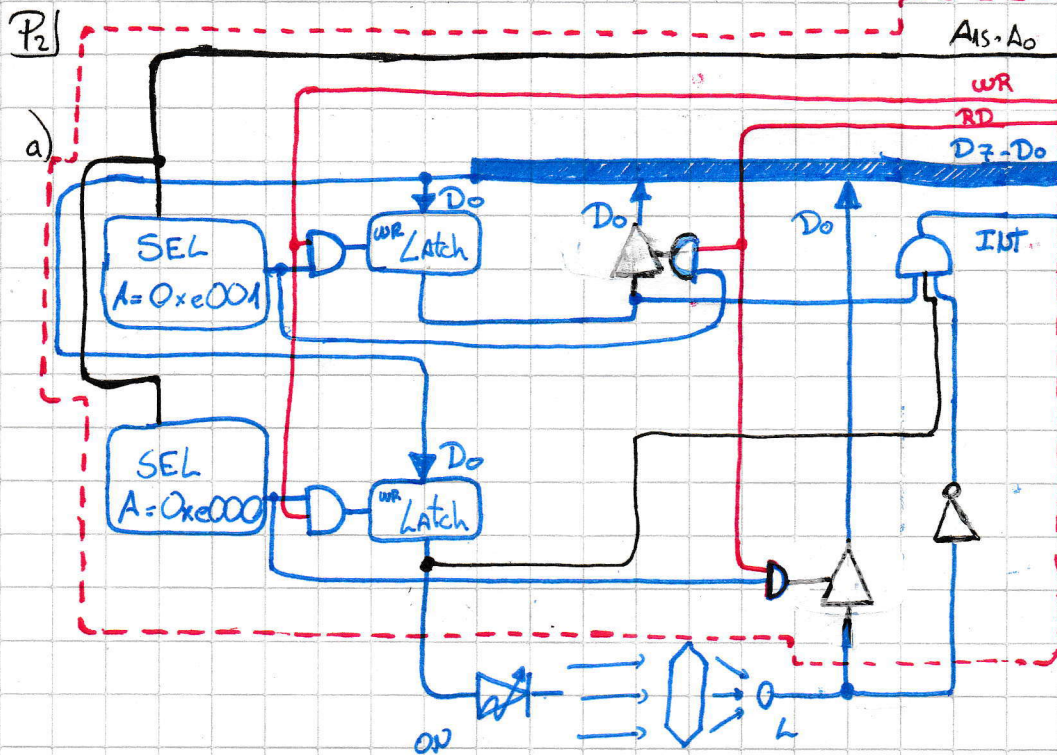 P2
A15-A0
WR
RD
a)
D7-D0
D0
D0
D0
SEL
A=0xe001
WR
Latch
INT
D0
SEL
A=0xe000
WR
Latch
ON
L